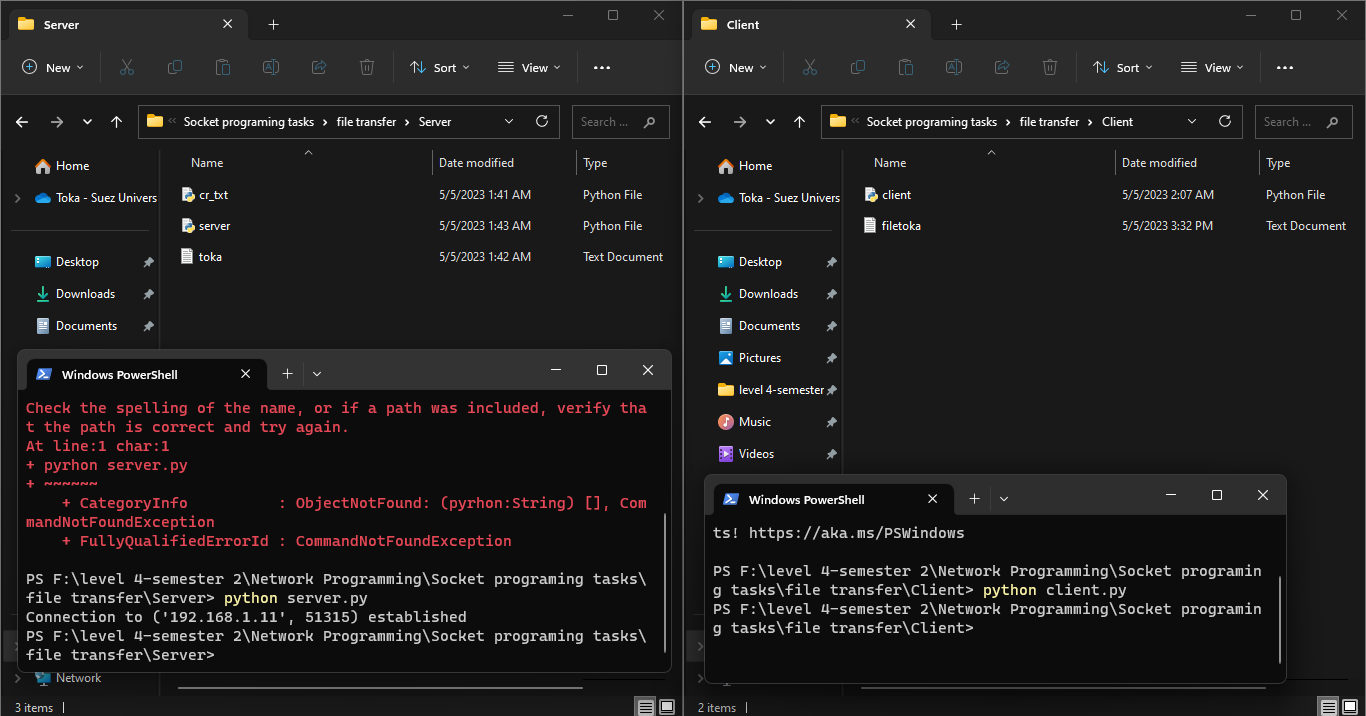 Server
New
Sort
View
Socket programing tasks
file transfer
Server
Search ...
Home
Toka - Suez Univers
Desktop
Downloads
Documents
Name Date modified Type
cr_txt 5/5/2023 1:41 AM Python File
server 5/5/2023 1:43 AM Python File
toka 5/5/2023 1:42 AM Text Document
Windows PowerShell
Check the spelling of the name, or if a path was included, verify tha
t the path is correct and try again.
At line:1 char:1
+ pyrhon server.py
+ ~~~~~~
+ CategoryInfo : ObjectNotFound: (pyrhon:String) [], Com
mandNotFoundException
+ FullyQualifiedErrorId : CommandNotFoundException
PS F:\level 4-semester 2\Network Programming\Socket programing tasks\
file transfer\Server> python server.py
Connection to ('192.168.1.11', 51315) established
PS F:\level 4-semester 2\Network Programming\Socket programing tasks\
file transfer\Server>
Network
3 items
Client
New
Sort
View
Socket programing tasks
file transfer
Client
Search ...
Home
Toka - Suez Univers
Desktop
Downloads
Documents
Pictures
level 4-semester
Music
Videos
Name Date modified Type
client 5/5/2023 2:07 AM Python File
filetoka 5/5/2023 3:32 PM Text Document
Windows PowerShell
ts! https://aka.ms/PSWindows
PS F:\level 4-semester 2\Network Programming\Socket programin
g tasks\file transfer\Client> python client.py
PS F:\level 4-semester 2\Network Programming\Socket programin
g tasks\file transfer\Client>
2 items